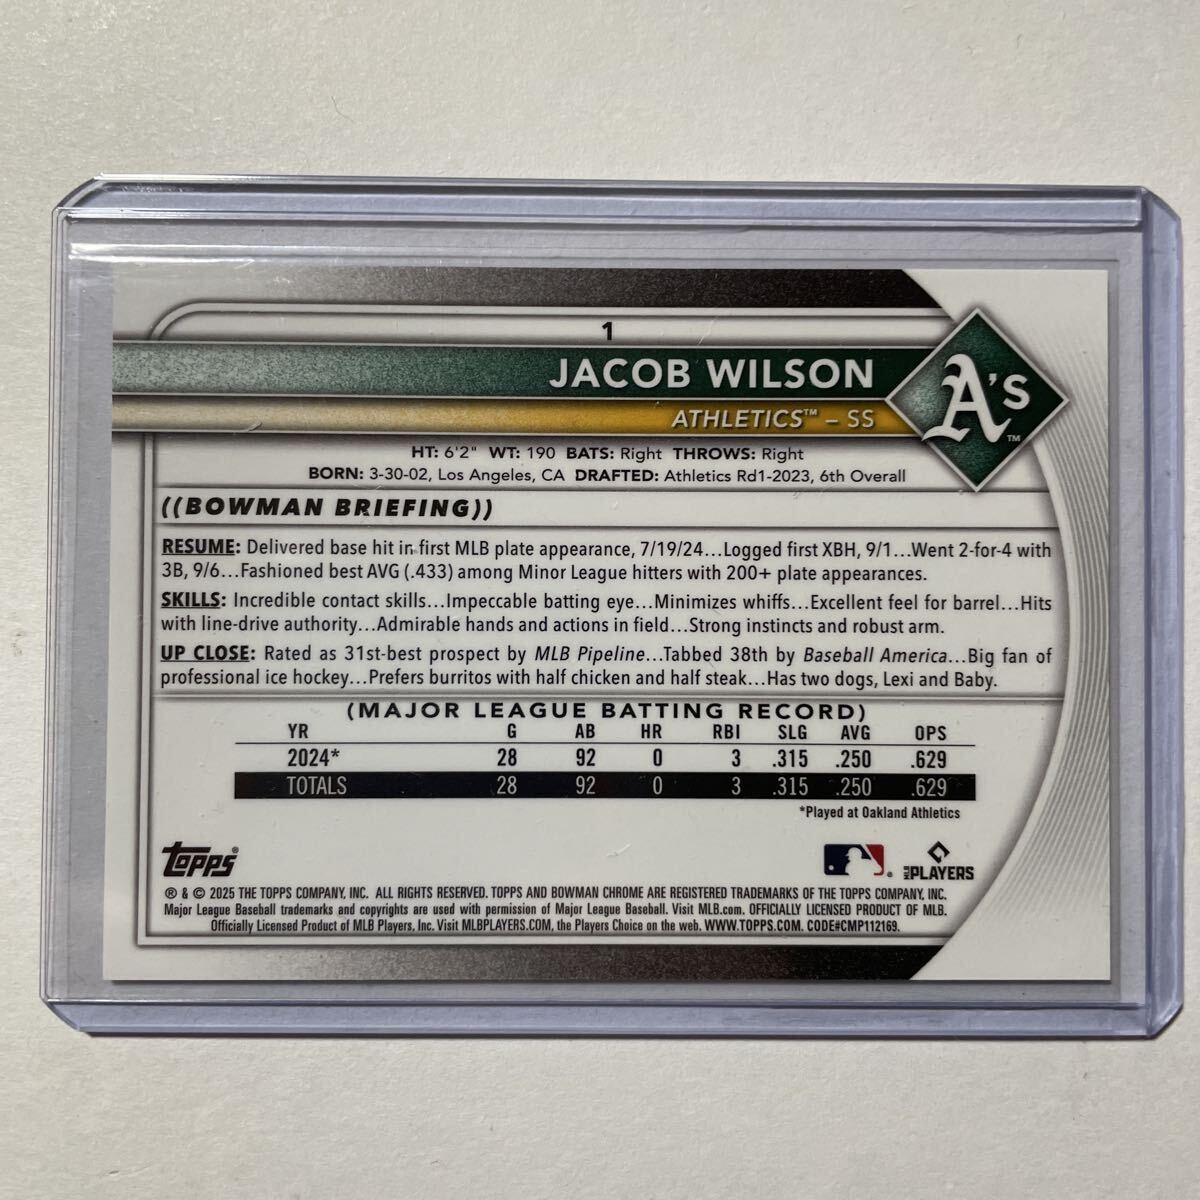 1
JACOB WILSON
ATHLETICS™ – SS
A's™
HT: 6'2" WT: 190 BATS: Right THROWS: Right
BORN: 3-30-02, Los Angeles, CA DRAFTED: Athletics Rd1-2023, 6th Overall
((BOWMAN BRIEFING))
RESUME: Delivered base hit in first MLB plate appearance, 7/19/24...Logged first XBH, 9/1...Went 2-for-4 with
3B, 9/6...Fashioned best AVG (.433) among Minor League hitters with 200+ plate appearances.
SKILLS: Incredible contact skills...Impeccable batting eye...Minimizes whiffs...Excellent feel for barrel...Hits
with line-drive authority...Admirable hands and actions in field...Strong instincts and robust arm.
UP CLOSE: Rated as 31st-best prospect by MLB Pipeline...Tabbed 38th by Baseball America...Big fan of
professional ice hockey...Prefers burritos with half chicken and half steak...Has two dogs, Lexi and Baby.
(MAJOR LEAGUE BATTING RECORD)
YR G AB HR RBI SLG AVG OPS
2024* 28 92 0 3 .315 .250 .629
TOTALS 28 92 0 3 .315 .250 .629
*Played at Oakland Athletics
Topps®
® MLB PLAYERS
® & © 2025 THE TOPPS COMPANY, INC. ALL RIGHTS RESERVED. TOPPS AND BOWMAN CHROME ARE REGISTERED TRADEMARKS OF THE TOPPS COMPANY, INC.
Major League Baseball trademarks and copyrights are used with permission of Major League Baseball. Visit MLB.com. OFFICIALLY LICENSED PRODUCT OF MLB.
Officially Licensed Product of MLB Players, Inc. Visit MLBPLAYERS.COM, the Players Choice on the web. WWW.TOPPS.COM. CODE#CMP112169.